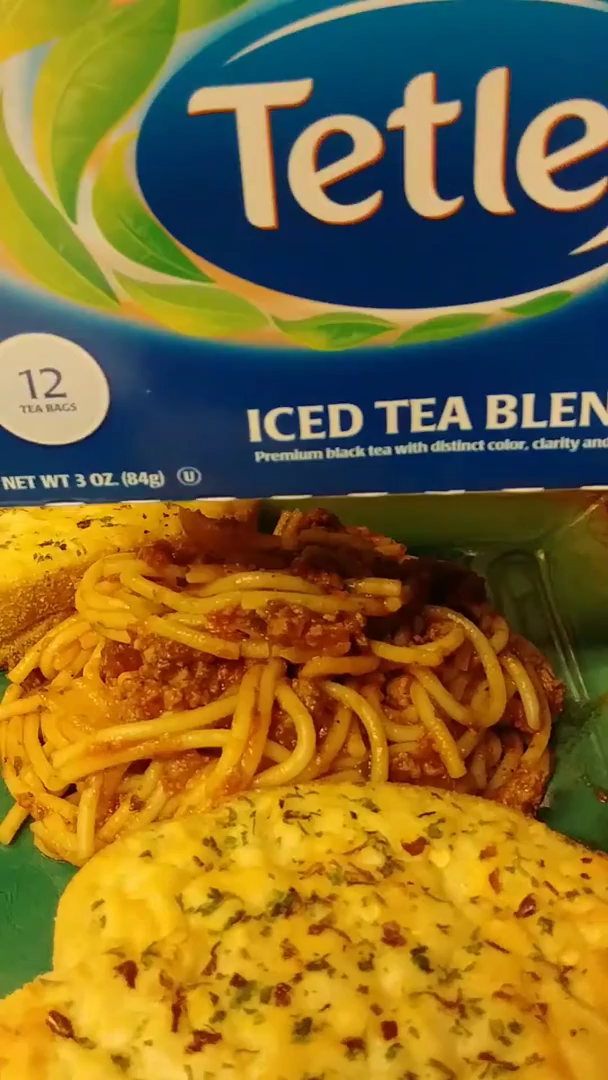 Tetle
12
TEA BAGS
ICED TEA BLEN
Premium black tea with distinct color, clarity and
NET WT 3 OZ. (84g) U